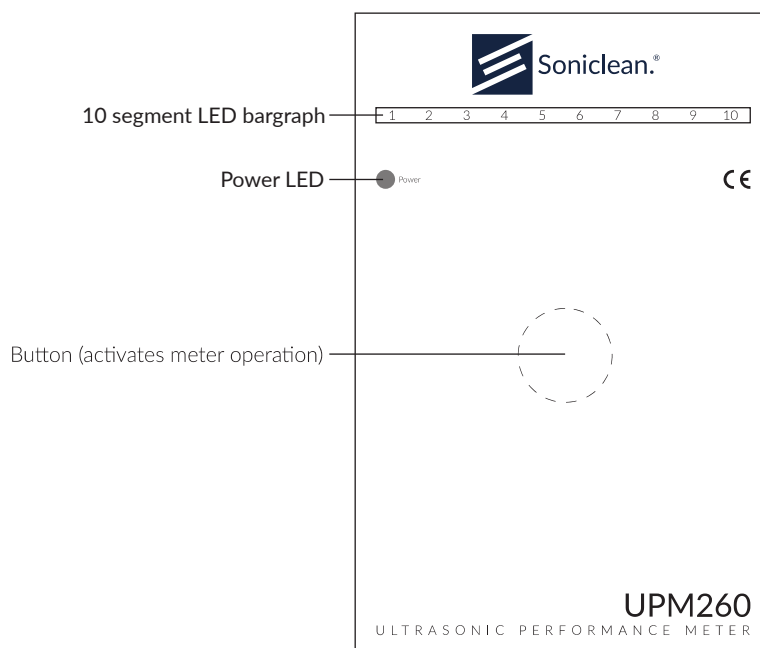 Soniclean.®
10 segment LED bargraph
1 2 3 4 5 6 7 8 9 10
Power LED
Power
CE
Button (activates meter operation)
UPM260
ULTRASONIC PERFORMANCE METER